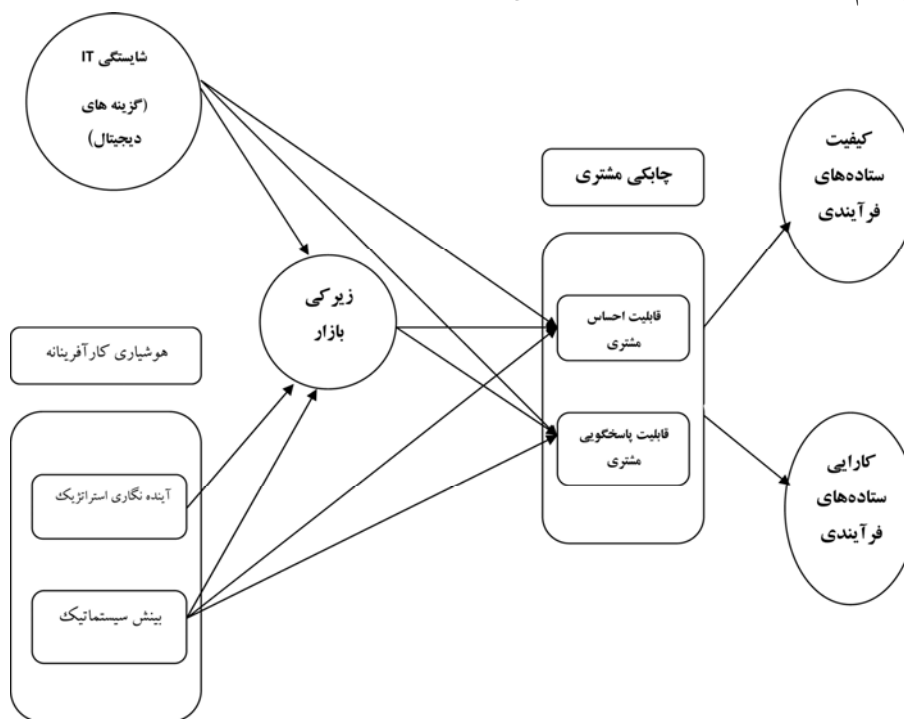 شایستگی IT
(گزینه های
دیجیتال)
کیفیت
ستاده‌های
فرآیندی
چابکی مشتری
زیرکی
بازار
قابلیت احساس
مشتری
هوشیاری کارآفرینانه
قابلیت پاسخگویی
مشتری
کارایی
ستاده‌های
فرآیندی
آینده نگاری استراتژیک
بینش سیستماتیک